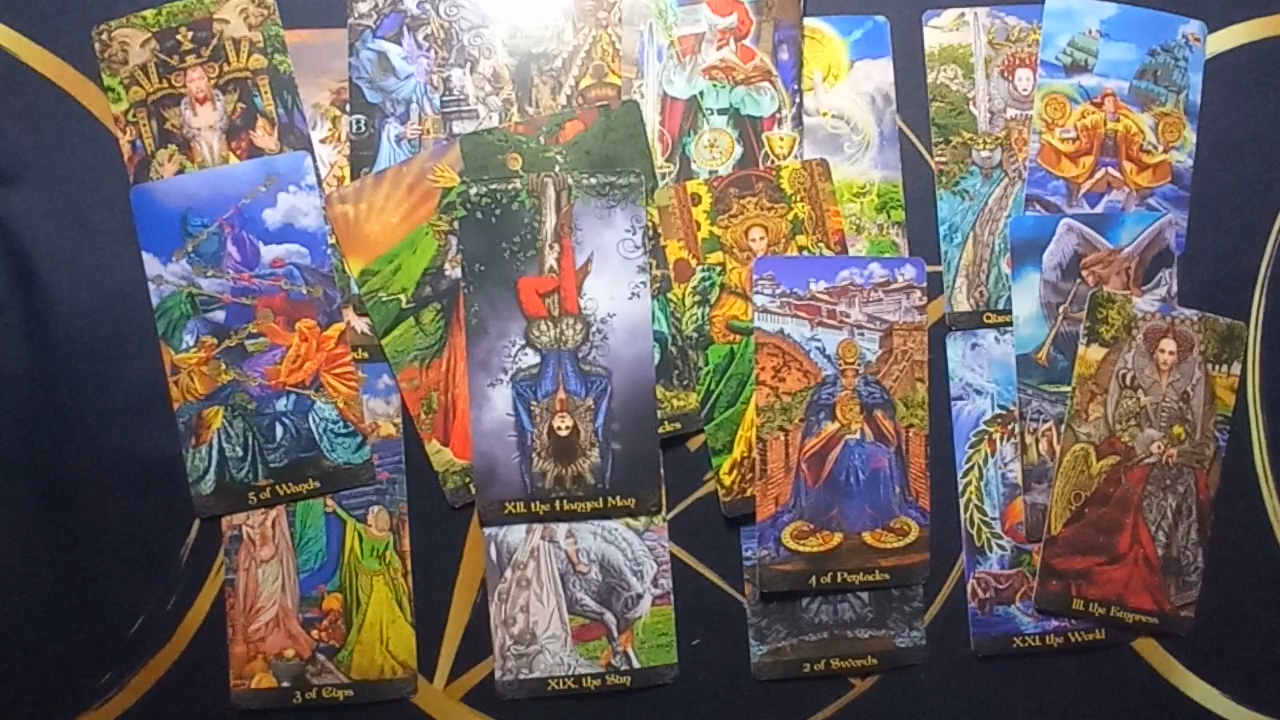 B
Quee
5 of Wands
XII. the Hanged Man
4 of Pentacles
III. the Empress
XXI. the World
2 of Swords
XIX. the Sun
3 of Cups